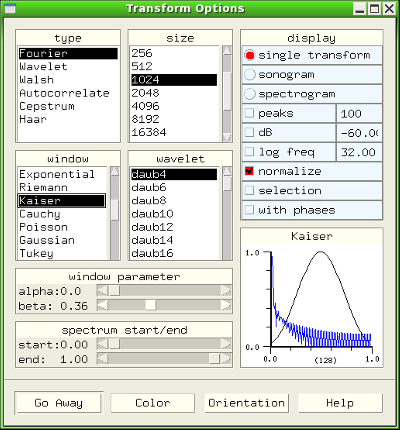 Transform Options
type
Fourier
Wavelet
Walsh
Autocorrelate
Cepstrum
Haar
size
256
512
1024
2048
4096
8192
16384
display
single transform
sonogram
spectrogram
peaks 100
dB -60.0
log freq 32.00
normalize
selection
with phases
window
Exponential
Riemann
Kaiser
Cauchy
Poisson
Gaussian
Tukey
wavelet
daub4
daub6
daub8
daub10
daub12
daub14
daub16
window parameter
alpha:0.0
beta: 0.36
spectrum start/end
start:0.00
end: 1.00
Kaiser
1.0
0.0
0.0 (128) 1.0
Go Away Color Orientation Help